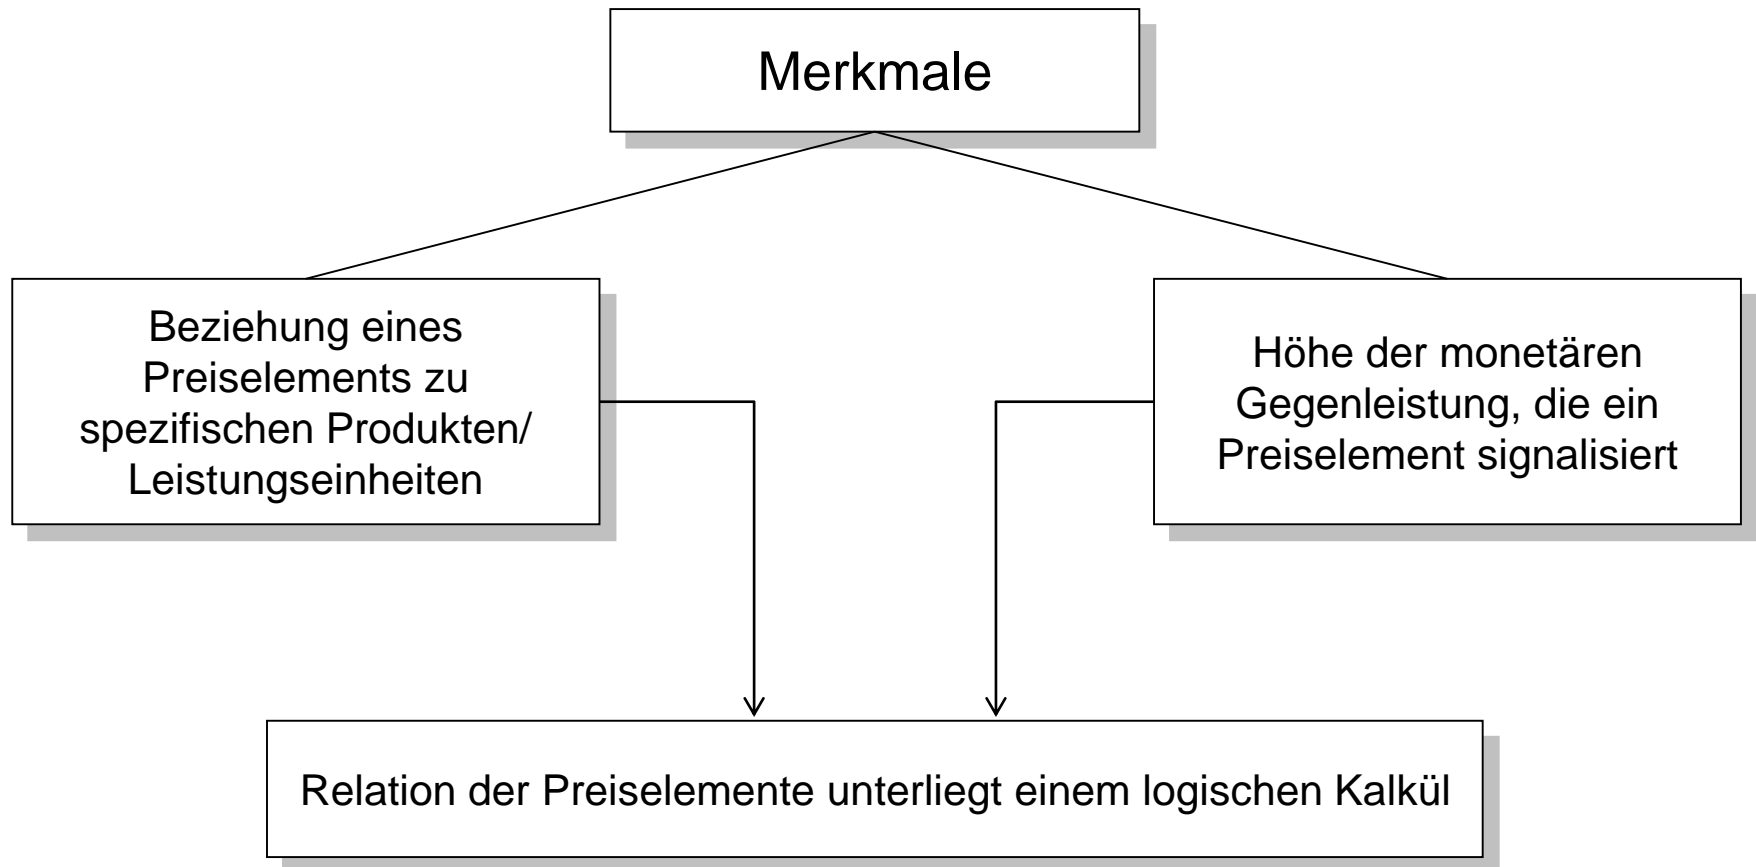 Merkmale
Beziehung eines
Preiselements zu
spezifischen Produkten/
Leistungseinheiten
Höhe der monetären
Gegenleistung, die ein
Preiselement signalisiert
Relation der Preiselemente unterliegt einem logischen Kalkül